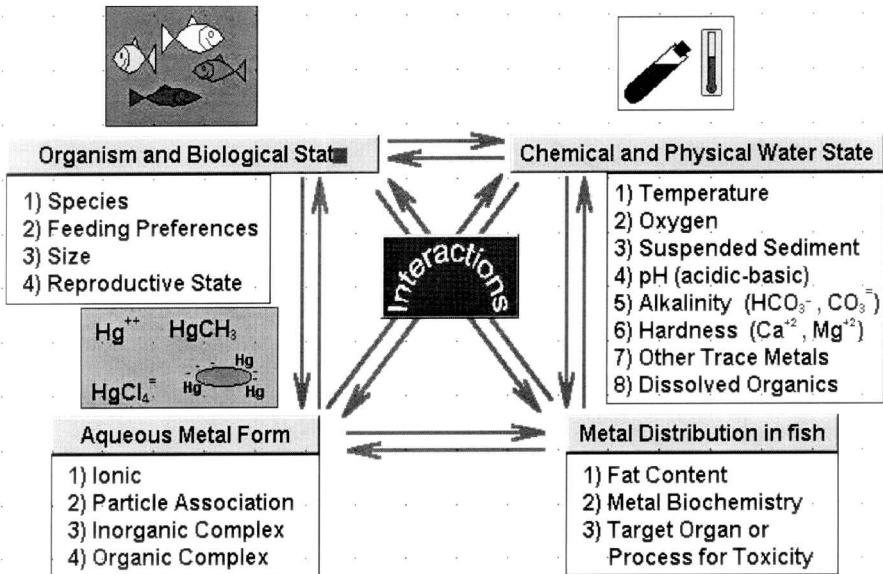 Organism and Biological Stat
1) Species
2) Feeding Preferences
3) Size
4) Reproductive State
Chemical and Physical Water State
1) Temperature
2) Oxygen
3) Suspended Sediment
4) pH (acidic-basic)
5) Alkalinity (HCO₃⁻, CO₃⁼)
6) Hardness (Ca⁺², Mg⁺²)
7) Other Trace Metals
8) Dissolved Organics
Interactions
Hg⁺⁺ HgCH₃
HgCl₄⁼
Hg
Hg
Hg
Aqueous Metal Form
1) Ionic
2) Particle Association
3) Inorganic Complex
4) Organic Complex
Metal Distribution in fish
1) Fat Content
2) Metal Biochemistry
3) Target Organ or
Process for Toxicity